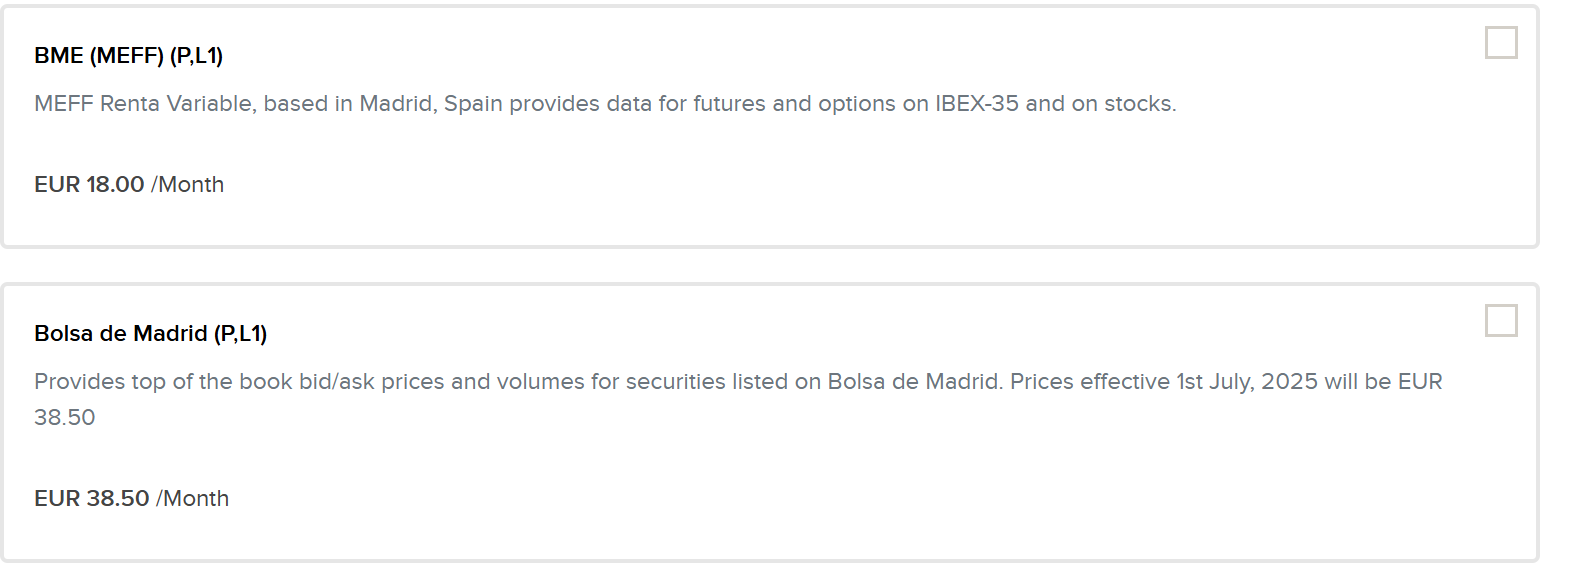 BME (MEFF) (P,L1)
MEFF Renta Variable, based in Madrid, Spain provides data for futures and options on IBEX-35 and on stocks.
EUR 18.00 /Month
Bolsa de Madrid (P,L1)
Provides top of the book bid/ask prices and volumes for securities listed on Bolsa de Madrid. Prices effective 1st July, 2025 will be EUR
38.50
EUR 38.50 /Month